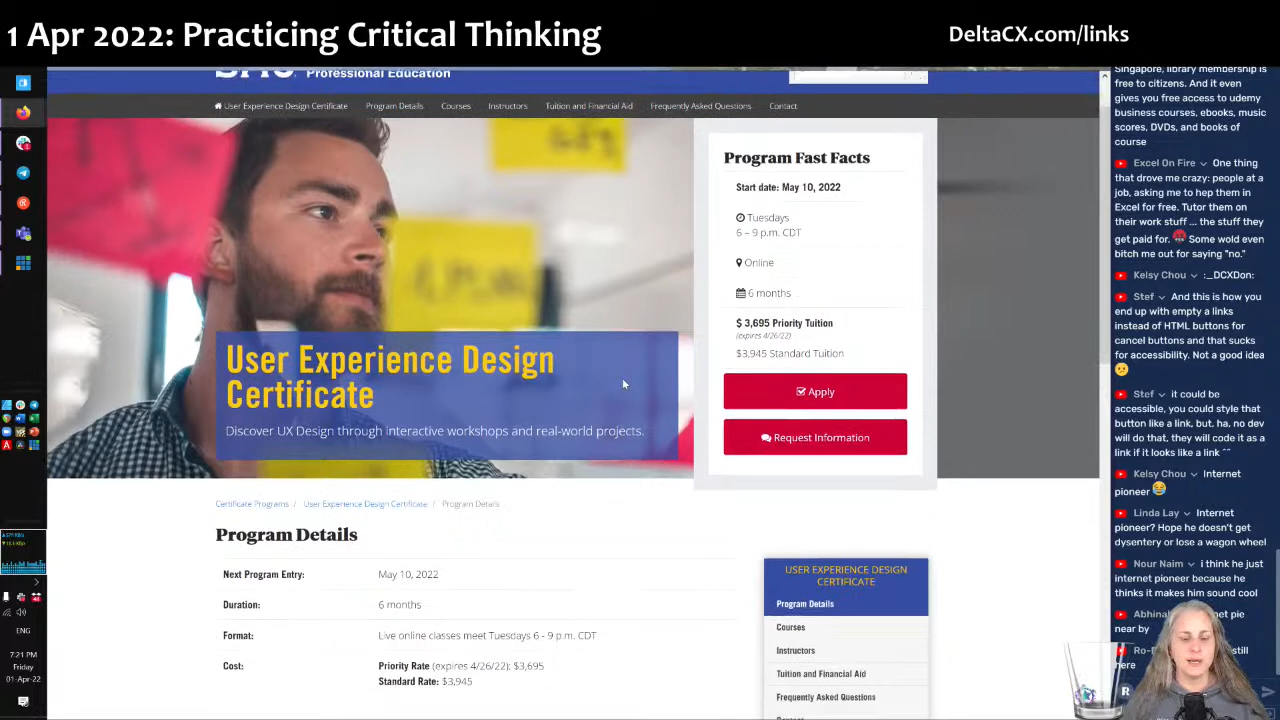 1 Apr 2022: Practicing Critical Thinking
DeltaCX.com/links
Professional Education
User Experience Design Certificate
Program Details
Courses
Instructors
Tuition and Financial Aid
Frequently Asked Questions
Contact
User Experience Design
Certificate
Discover UX Design through interactive workshops and real-world projects.
Program Fast Facts
Start date: May 10, 2022
Tuesdays
6 – 9 p.m. CDT
Online
6 months
$ 3,695 Priority Tuition
(expires 4/26/22)
$3,945 Standard Tuition
Apply
Request Information
Certificate Programs / User Experience Design Certificate / Program Details
Program Details
Next Program Entry: May 10, 2022
Duration: 6 months
Format: Live online classes meet Tuesdays 6 - 9 p.m. CDT
Cost: Priority Rate (expires 4/26/22): $3,695
Standard Rate: $3,945
USER EXPERIENCE DESIGN
CERTIFICATE
Program Details
Courses
Instructors
Tuition and Financial Aid
Frequently Asked Questions
Singapore, library membership is
free to citizens. And it even
gives you free access to udemy
business courses, ebooks, music
scores, DVDs, and books of
course
Excel On Fire One thing
that drove me crazy: people at a
job, asking me to hep them in
Excel for free. Tutor them on
their work stuff ... the stuff they
get paid for. Some wold even
bitch me out for saying "no."
Kelsy Chou :_DCXDon:
Stef And this is how you
end up with empty a links
instead of HTML buttons for
cancel buttons and that sucks
for accessibility. Not a good idea
Stef it could be
accessible, you could style that
button like a link, but. ha, no dev
will do that, they will code it as a
link if it looks like a link ^^
Kelsy Chou Internet
pioneer
Linda Lay Internet
pioneer? Hope he doesn't get
dysentery or lose a wagon wheel
Nour Naim i think he just
internet pioneer because he
thinks it makes him sound cool
near by
still
here
ENG
7:21 PM
Friday
01-Apr-22